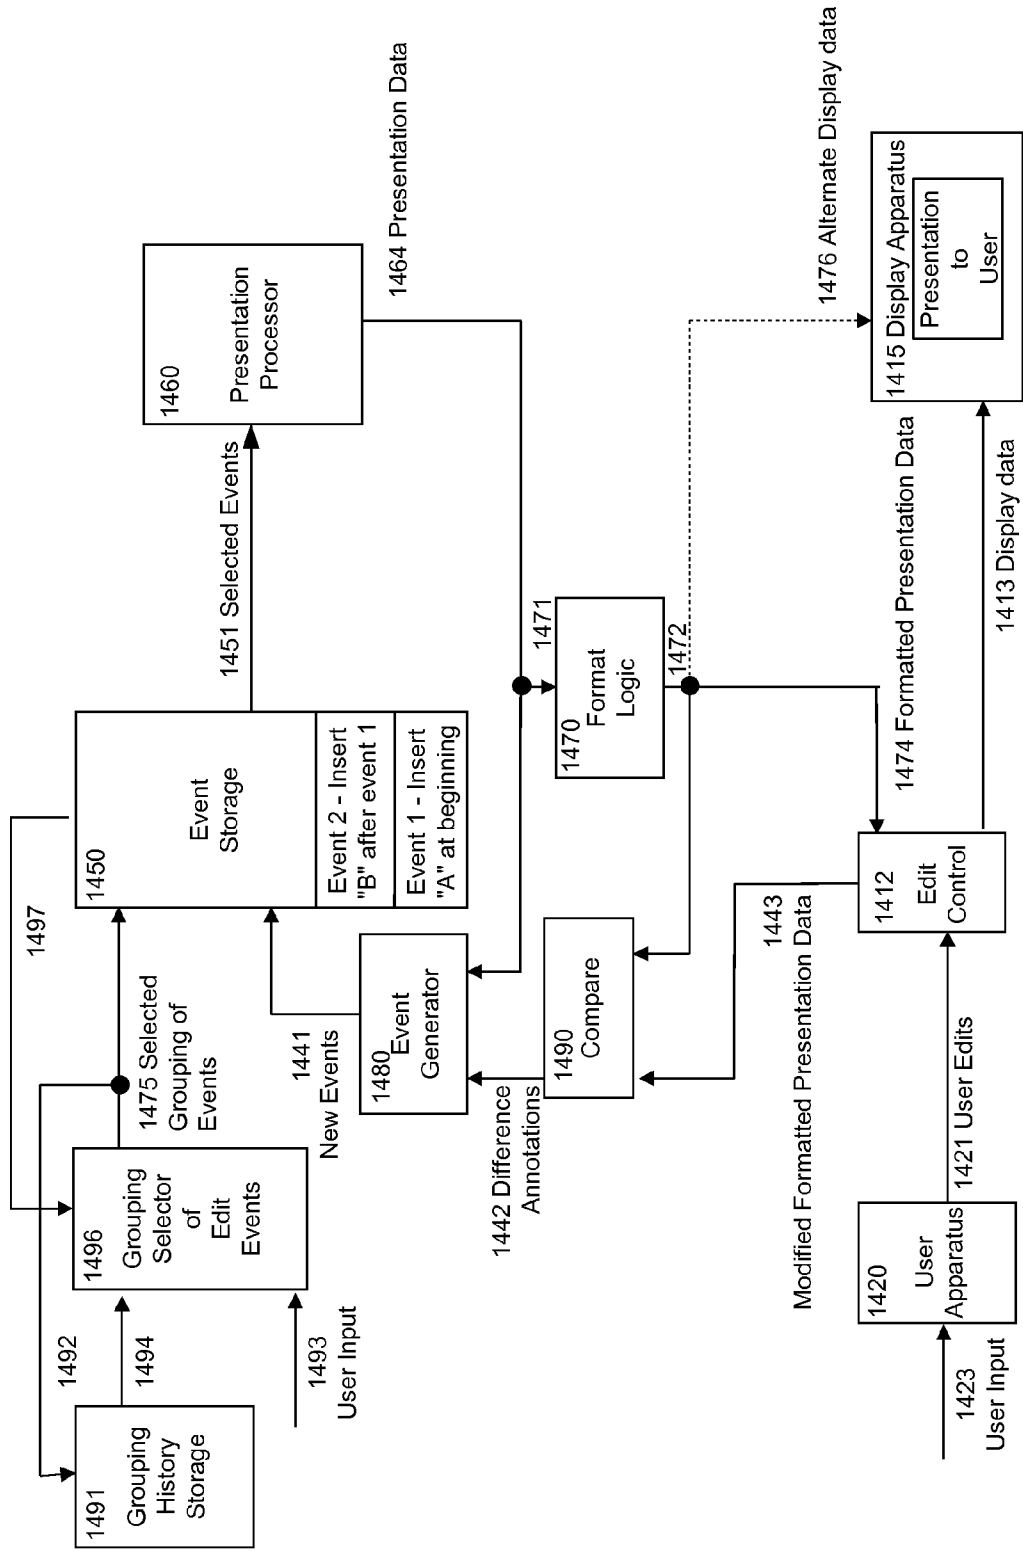 1491
Grouping
History
Storage
1492
1494
1493
User Input
1496
Grouping
Selector
of
Edit
Events
1475 Selected
Grouping of
Events
1497
1450
Event
Storage
Event 2 - Insert
"B" after event 1
Event 1 - Insert
"A" at beginning
1451 Selected Events
1460
Presentation
Processor
1464 Presentation Data
1441
New Events
1480
Event
Generator
1442 Difference
Annotations
1490
Compare
1471
1470
Format
Logic
1472
1476 Alternate Display data
1443
Modified Formatted Presentation Data
1474 Formatted Presentation Data
1423
User Input
1420
User
Apparatus
1421 User Edits
1412
Edit
Control
1413 Display data
1415 Display Apparatus
Presentation
to
User